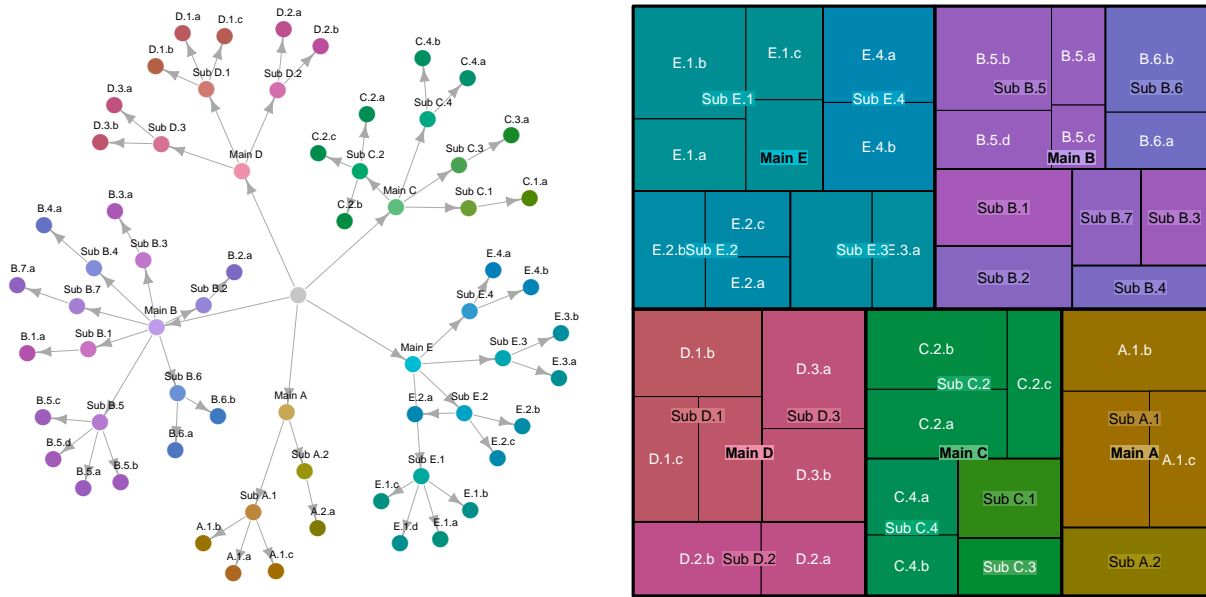 D.1.a
D.1.c
D.2.a
D.2.b
D.1.b
Sub D.1
Sub D.2
C.4.b
C.4.a
D.3.a
Sub C.4
C.2.a
C.3.a
D.3.b
Sub D.3
C.2.c
Sub C.2
Sub C.3
Main D
C.1.a
Sub C.1
Main C
B.3.a
C.2.b
B.4.a
Sub B.3
Sub B.4
B.2.a
E.4.a
E.4.b
B.7.a
Sub B.7
Sub B.2
Sub E.4
Main B
E.3.b
B.1.a
Sub B.1
Main E
Sub E.3
E.3.a
Sub B.6
Main A
E.2.a
Sub E.2
E.2.b
B.5.c
Sub B.5
B.6.b
B.5.d
B.6.a
E.2.c
B.5.a
B.5.b
Sub A.2
Sub E.1
E.1.c
E.1.b
Sub A.1
A.2.a
A.1.b
E.1.d
E.1.a
A.1.a
A.1.c
E.1.b
E.1.c
E.4.a
Sub E.1
Sub E.4
E.1.a
E.4.b
Main E
E.2.b
Sub E.2
E.2.c
E.2.a
Sub E.3
E.3.a
B.5.b
B.5.a
Sub B.5
B.6.b
Sub B.6
B.5.d
B.5.c
B.6.a
Main B
Sub B.1
Sub B.7
Sub B.3
Sub B.2
Sub B.4
D.1.b
D.3.a
Sub D.1
Sub D.3
D.1.c
Main D
D.3.b
D.2.b
Sub D.2
D.2.a
C.2.b
Sub C.2
C.2.c
C.2.a
Main C
C.4.a
Sub C.4
C.4.b
Sub C.1
Sub C.3
A.1.b
Sub A.1
Main A
A.1.c
Sub A.2